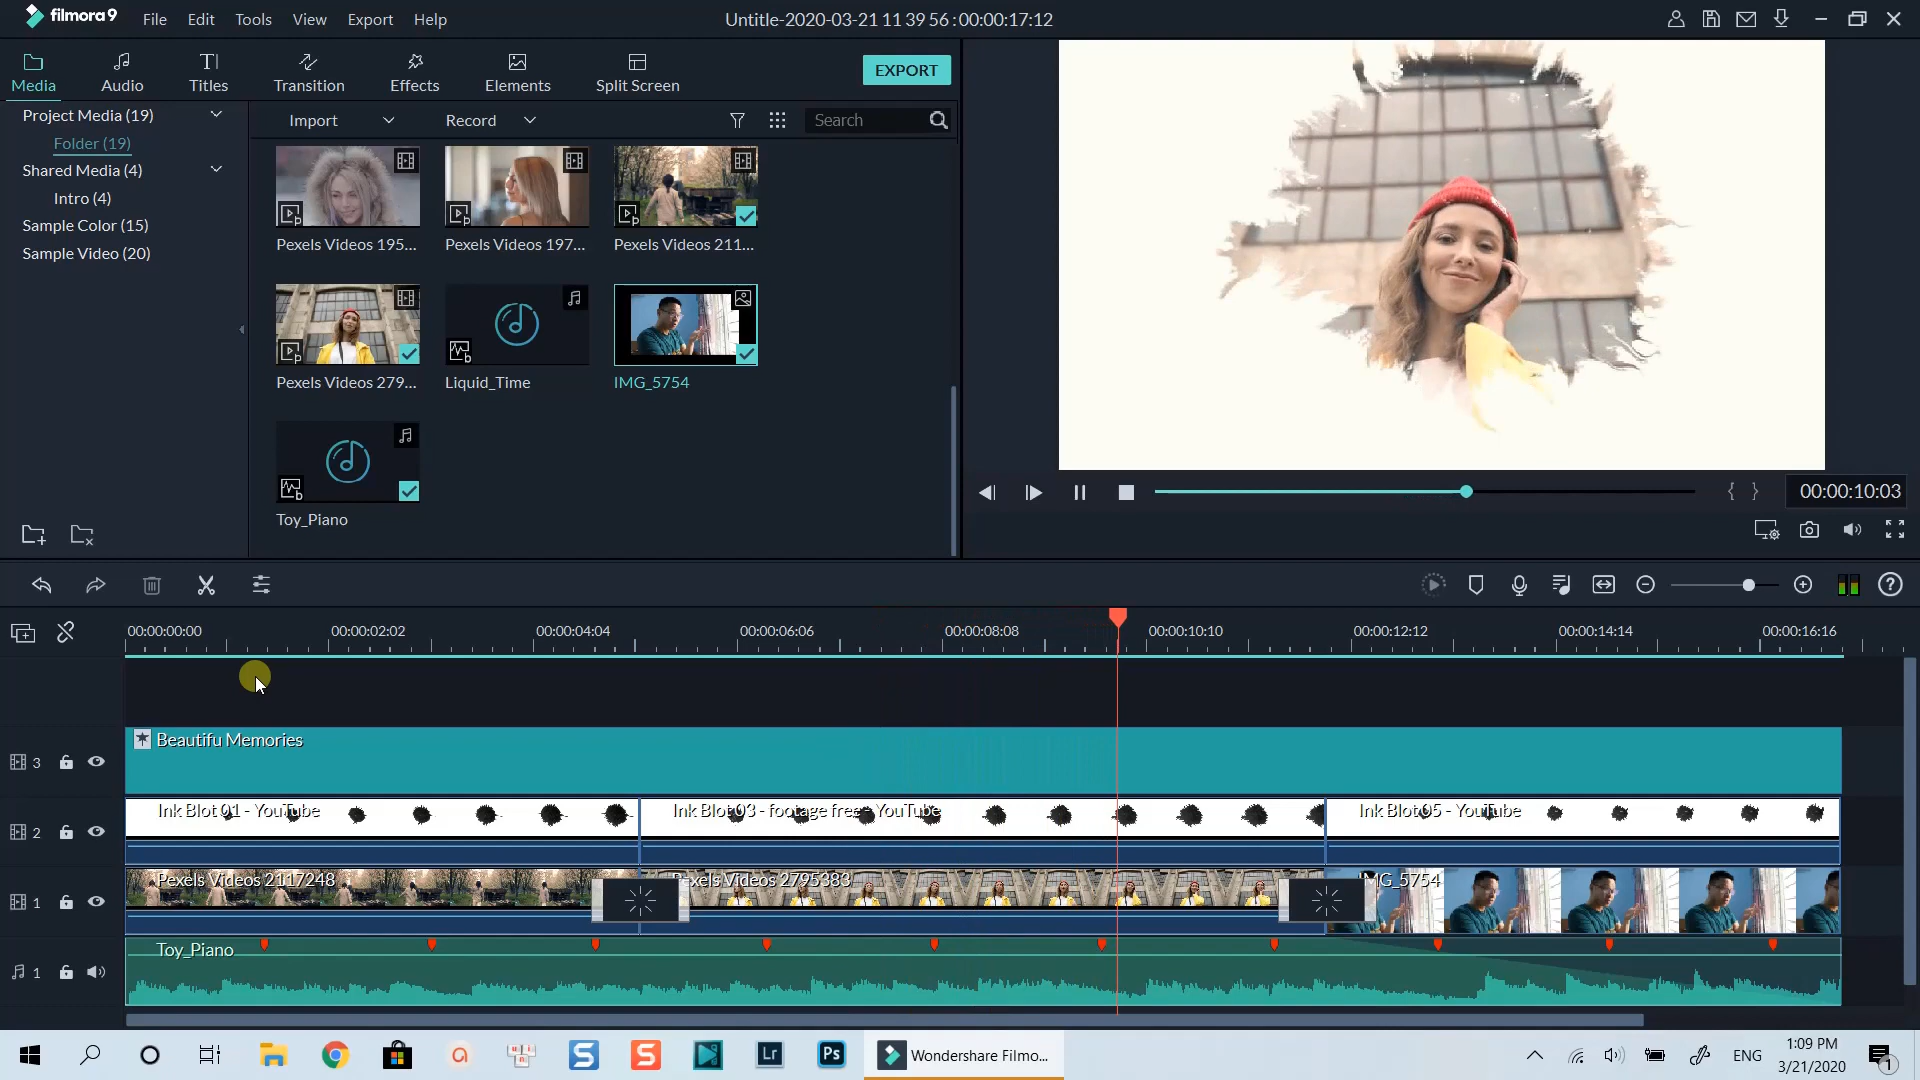 filmora9 File Edit Tools View Export Help Untitle-2020-03-21 11 39 56 : 00:00:17:12
Media Audio Titles Transition Effects Elements Split Screen EXPORT
Project Media (19)
Folder (19)
Shared Media (4)
Intro (4)
Sample Color (15)
Sample Video (20)
Import Record Search
Pexels Videos 195... Pexels Videos 197... Pexels Videos 211...
Pexels Videos 279... Liquid_Time IMG_5754
Toy_Piano
00:00:10:03
00:00:00:00 00:00:02:02 00:00:04:04 00:00:06:06 00:00:08:08 00:00:10:10 00:00:12:12 00:00:14:14 00:00:16:16
3 Beautifu Memories
2 Ink Blot 01 - YouTube Ink Blot 03 - footage free - YouTube Ink Blot 05 - YouTube
1 Pexels Videos 2117248 Pexels Videos 2795383 IMG_5754
1 Toy_Piano
Lr Ps Wondershare Filmo... ENG 1:09 PM
3/21/2020 1